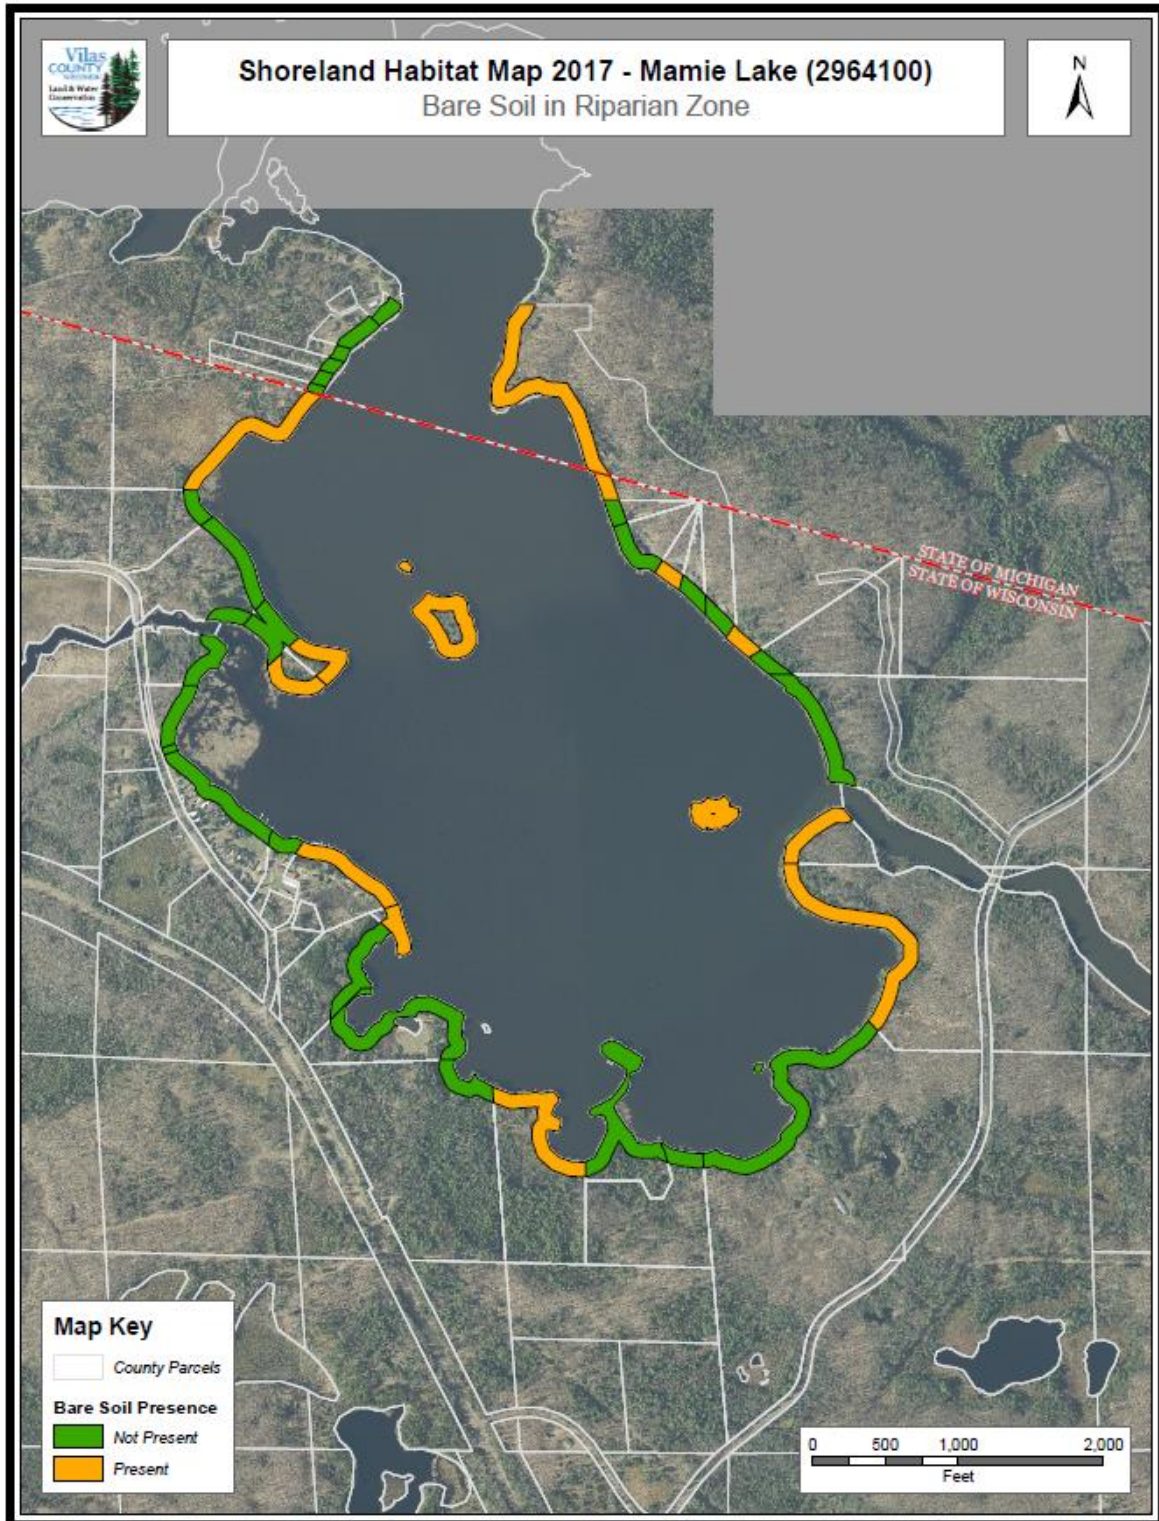 Vilas
COUNTY
WISCONSIN
Land & Water
Conservation
Shoreland Habitat Map 2017 - Mamie Lake (2964100)
Bare Soil in Riparian Zone
N
STATE OF MICHIGAN
STATE OF WISCONSIN
Map Key
County Parcels
Bare Soil Presence
Not Present
Present
0 500 1,000 2,000
Feet